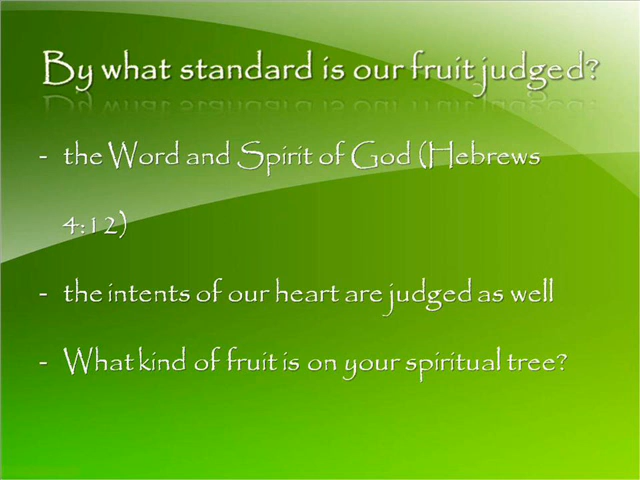 By what standard is our fruit judged?
- the Word and Spirit of God (Hebrews
4:12)
- the intents of our heart are judged as well
- What kind of fruit is on your spiritual tree?